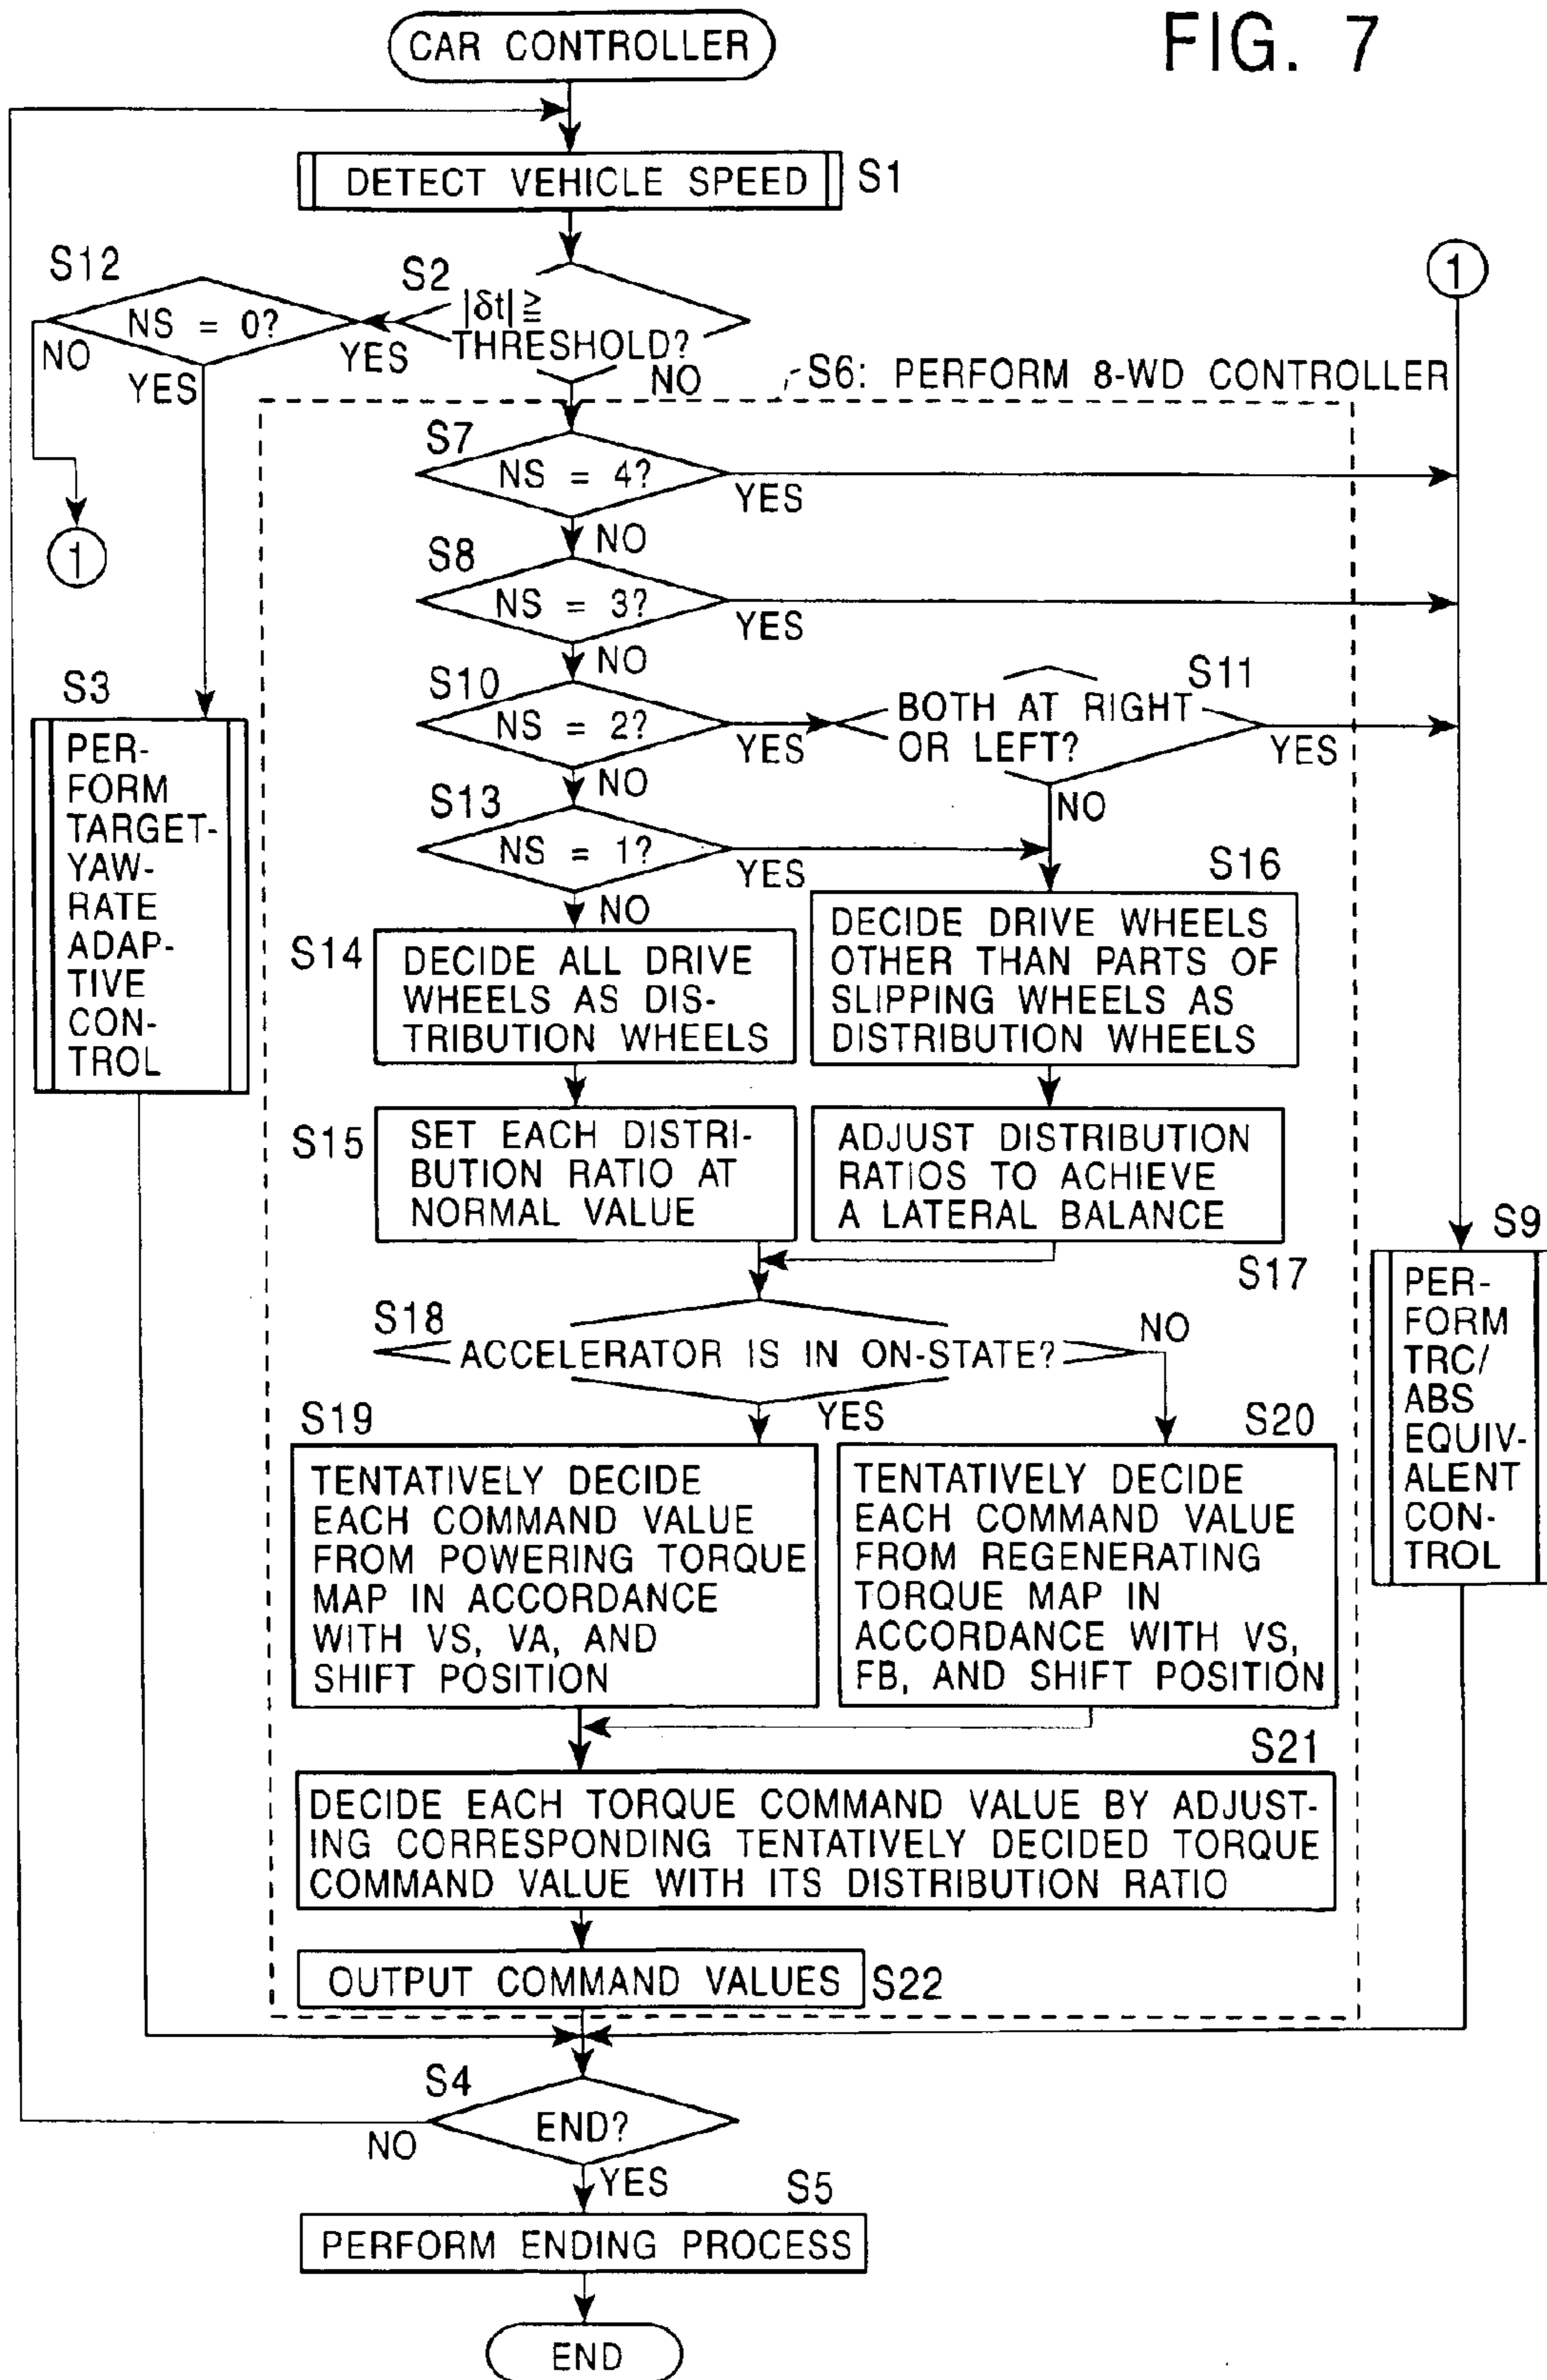 FIG. 7
CAR CONTROLLER
DETECT VEHICLE SPEED
S1
S12
NS = 0?
NO
YES
S2
|δt| ≧
THRESHOLD?
YES
NO
1
1
S6: PERFORM 8-WD CONTROLLER
S7
NS = 4?
YES
NO
S8
NS = 3?
YES
NO
S10
NS = 2?
YES
NO
S11
BOTH AT RIGHT
OR LEFT?
YES
NO
S13
NS = 1?
YES
NO
S3
PER-
FORM
TARGET-
YAW-
RATE
ADAP-
TIVE
CON-
TROL
S14
DECIDE ALL DRIVE
WHEELS AS DIS-
TRIBUTION WHEELS
S16
DECIDE DRIVE WHEELS
OTHER THAN PARTS OF
SLIPPING WHEELS AS
DISTRIBUTION WHEELS
S15
SET EACH DISTRI-
BUTION RATIO AT
NORMAL VALUE
ADJUST DISTRIBUTION
RATIOS TO ACHIEVE
A LATERAL BALANCE
S17
S9
PER-
FORM
TRC/
ABS
EQUIV-
ALENT
CON-
TROL
S18
ACCELERATOR IS IN ON-STATE?
NO
YES
S19
TENTATIVELY DECIDE
EACH COMMAND VALUE
FROM POWERING TORQUE
MAP IN ACCORDANCE
WITH VS, VA, AND
SHIFT POSITION
S20
TENTATIVELY DECIDE
EACH COMMAND VALUE
FROM REGENERATING
TORQUE MAP IN
ACCORDANCE WITH VS,
FB, AND SHIFT POSITION
S21
DECIDE EACH TORQUE COMMAND VALUE BY ADJUST-
ING CORRESPONDING TENTATIVELY DECIDED TORQUE
COMMAND VALUE WITH ITS DISTRIBUTION RATIO
OUTPUT COMMAND VALUES
S22
S4
END?
NO
YES
S5
PERFORM ENDING PROCESS
END